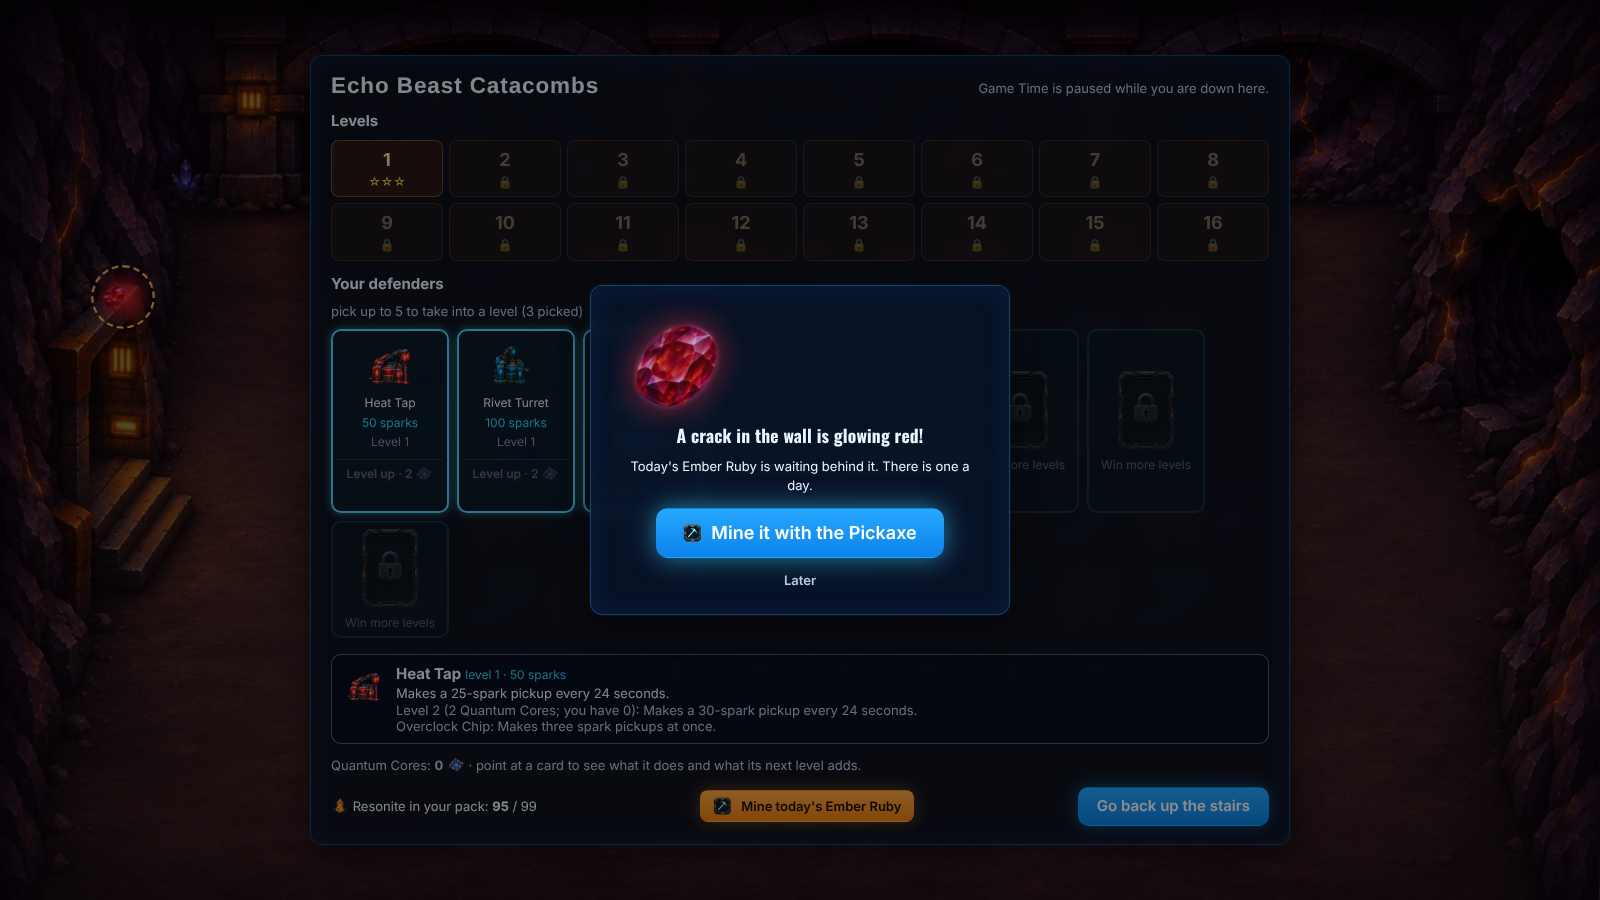 Echo Beast Catacombs
Game Time is paused while you are down here.
Levels
1 2 3 4 5 6 7 8
9 10 11 12 13 14 15 16
Your defenders
pick up to 5 to take into a level (3 picked)
Heat Tap
50 sparks
Level 1
Level up · 2
Rivet Turret
100 sparks
Level 1
Level up · 2
A crack in the wall is glowing red!
Today's Ember Ruby is waiting behind it. There is one a
day.
Mine it with the Pickaxe
Later
ore levels
Win more levels
Win more levels
Heat Tap level 1 · 50 sparks
Makes a 25-spark pickup every 24 seconds.
Level 2 (2 Quantum Cores; you have 0): Makes a 30-spark pickup every 24 seconds.
Overclock Chip: Makes three spark pickups at once.
Quantum Cores: 0 · point at a card to see what it does and what its next level adds.
Resonite in your pack: 95 / 99
Mine today's Ember Ruby
Go back up the stairs